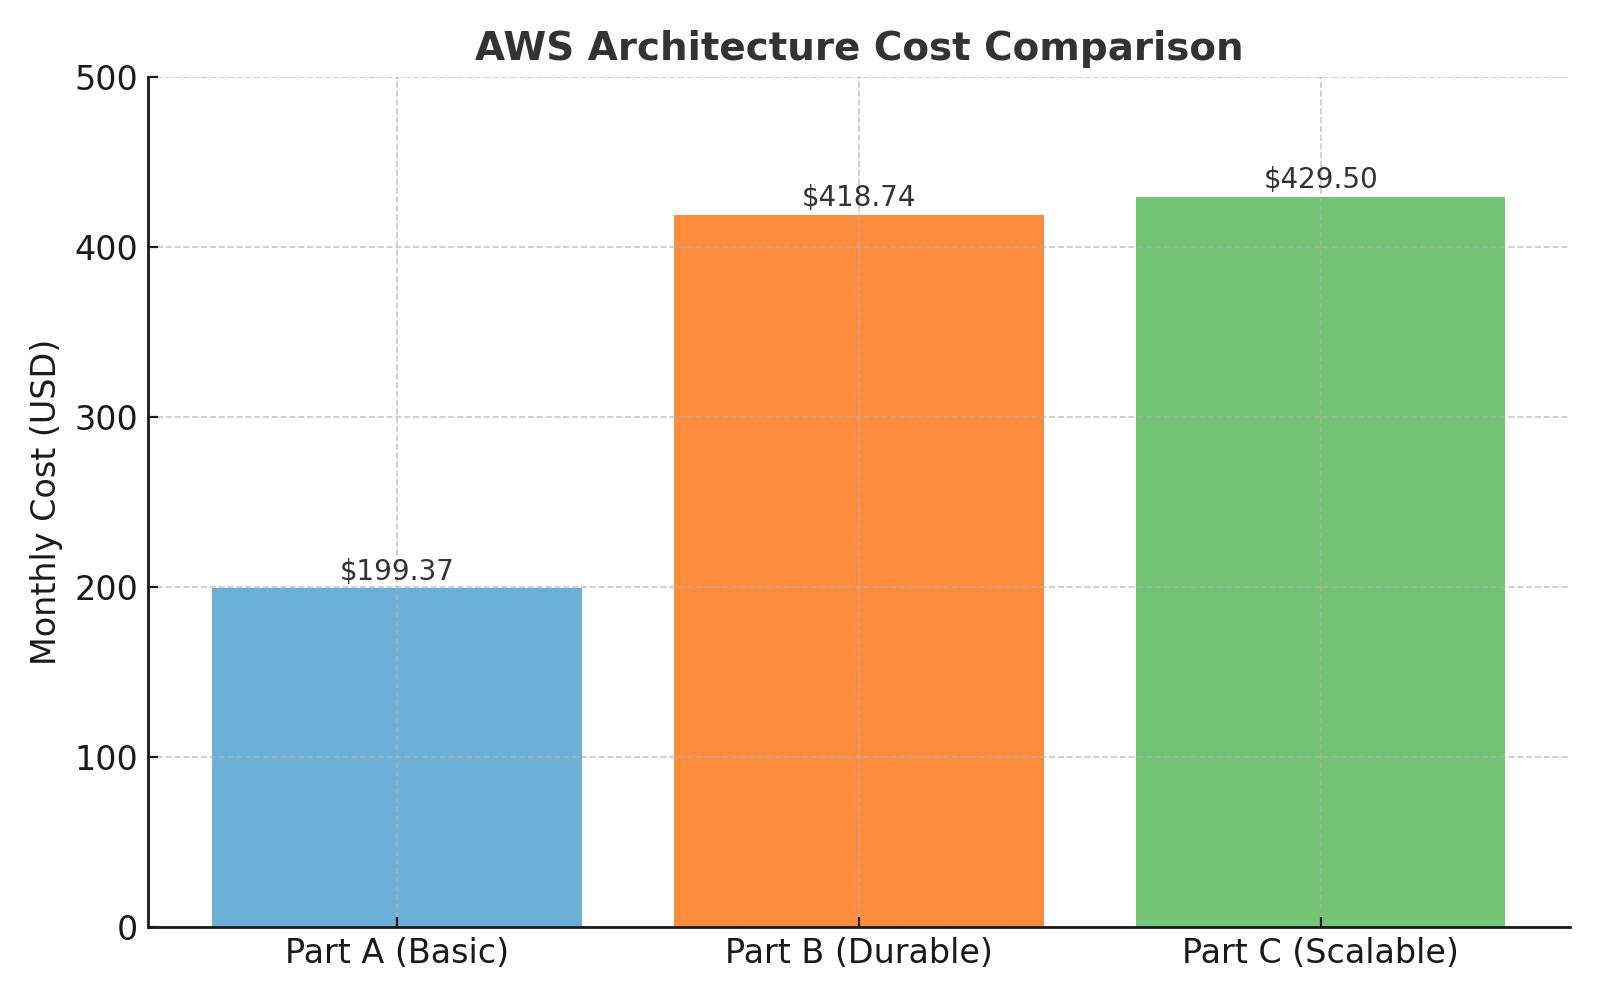 AWS Architecture Cost Comparison
500
400
300
200
100
0
Monthly Cost (USD)
$199.37
$418.74
$429.50
Part A (Basic)
Part B (Durable)
Part C (Scalable)